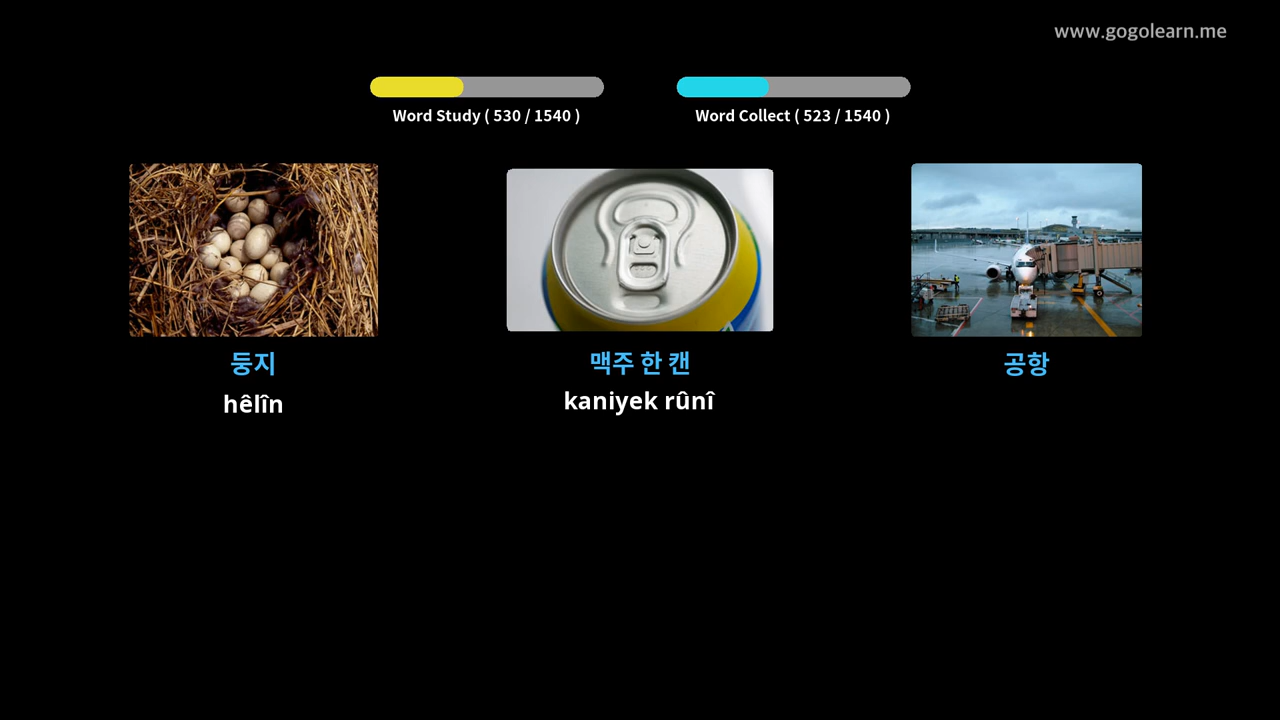 www.gogolearn.me
Word Study ( 530 / 1540 )
Word Collect ( 523 / 1540 )
둥지
hêlîn
맥주 한 캔
kaniyek rûnî
공항